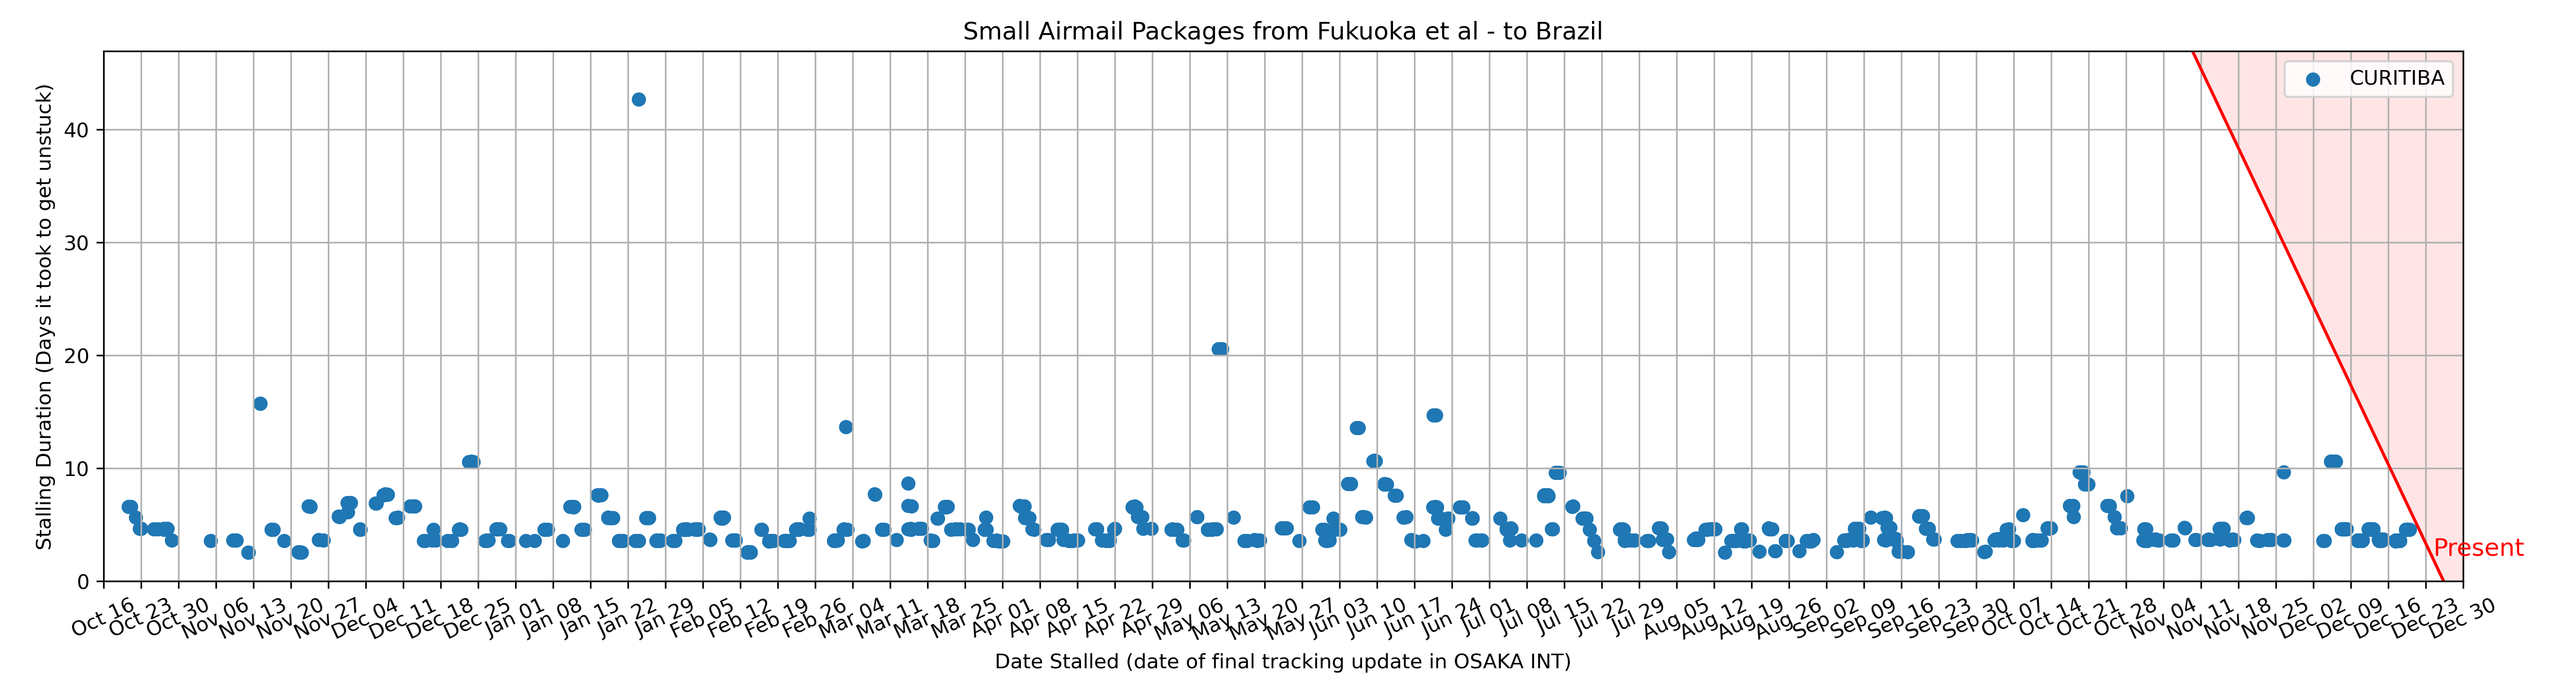 Small Airmail Packages from Fukuoka et al - to Brazil
CURITIBA
Stalling Duration (Days it took to get unstuck)
40
30
20
10
0
Present
Oct 16
Oct 23
Oct 30
Nov 06
Nov 13
Nov 20
Nov 27
Dec 04
Dec 11
Dec 18
Dec 25
Jan 01
Jan 08
Jan 15
Jan 22
Jan 29
Feb 05
Feb 12
Feb 19
Feb 26
Mar 04
Mar 11
Mar 18
Mar 25
Apr 01
Apr 08
Apr 15
Apr 22
Apr 29
May 06
May 13
May 20
May 27
Jun 03
Jun 10
Jun 17
Jun 24
Jul 01
Jul 08
Jul 15
Jul 22
Jul 29
Aug 05
Aug 12
Aug 19
Aug 26
Sep 02
Sep 09
Sep 16
Sep 23
Sep 30
Oct 07
Oct 14
Oct 21
Oct 28
Nov 04
Nov 11
Nov 18
Nov 25
Dec 02
Dec 09
Dec 16
Dec 23
Dec 30
Date Stalled (date of final tracking update in OSAKA INT)